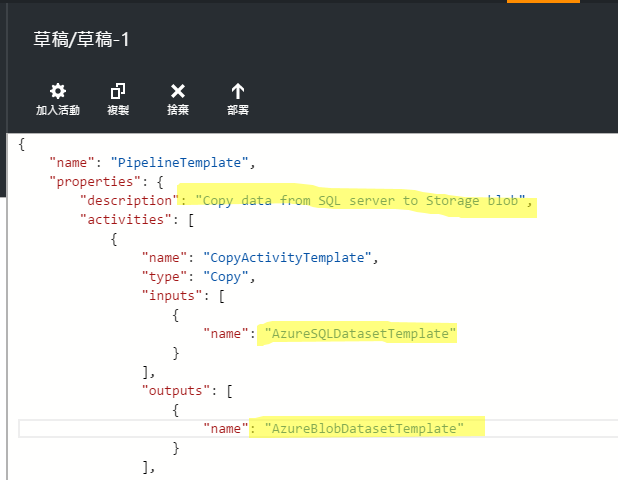 草稿/草稿-1
加入活動 複製 捨棄 部署
{
"name": "PipelineTemplate",
"properties": {
"description": "Copy data from SQL server to Storage blob",
"activities": [
{
"name": "CopyActivityTemplate",
"type": "Copy",
"inputs": [
{
"name": "AzureSQLDatasetTemplate"
}
],
"outputs": [
{
"name": "AzureBlobDatasetTemplate"
}
],